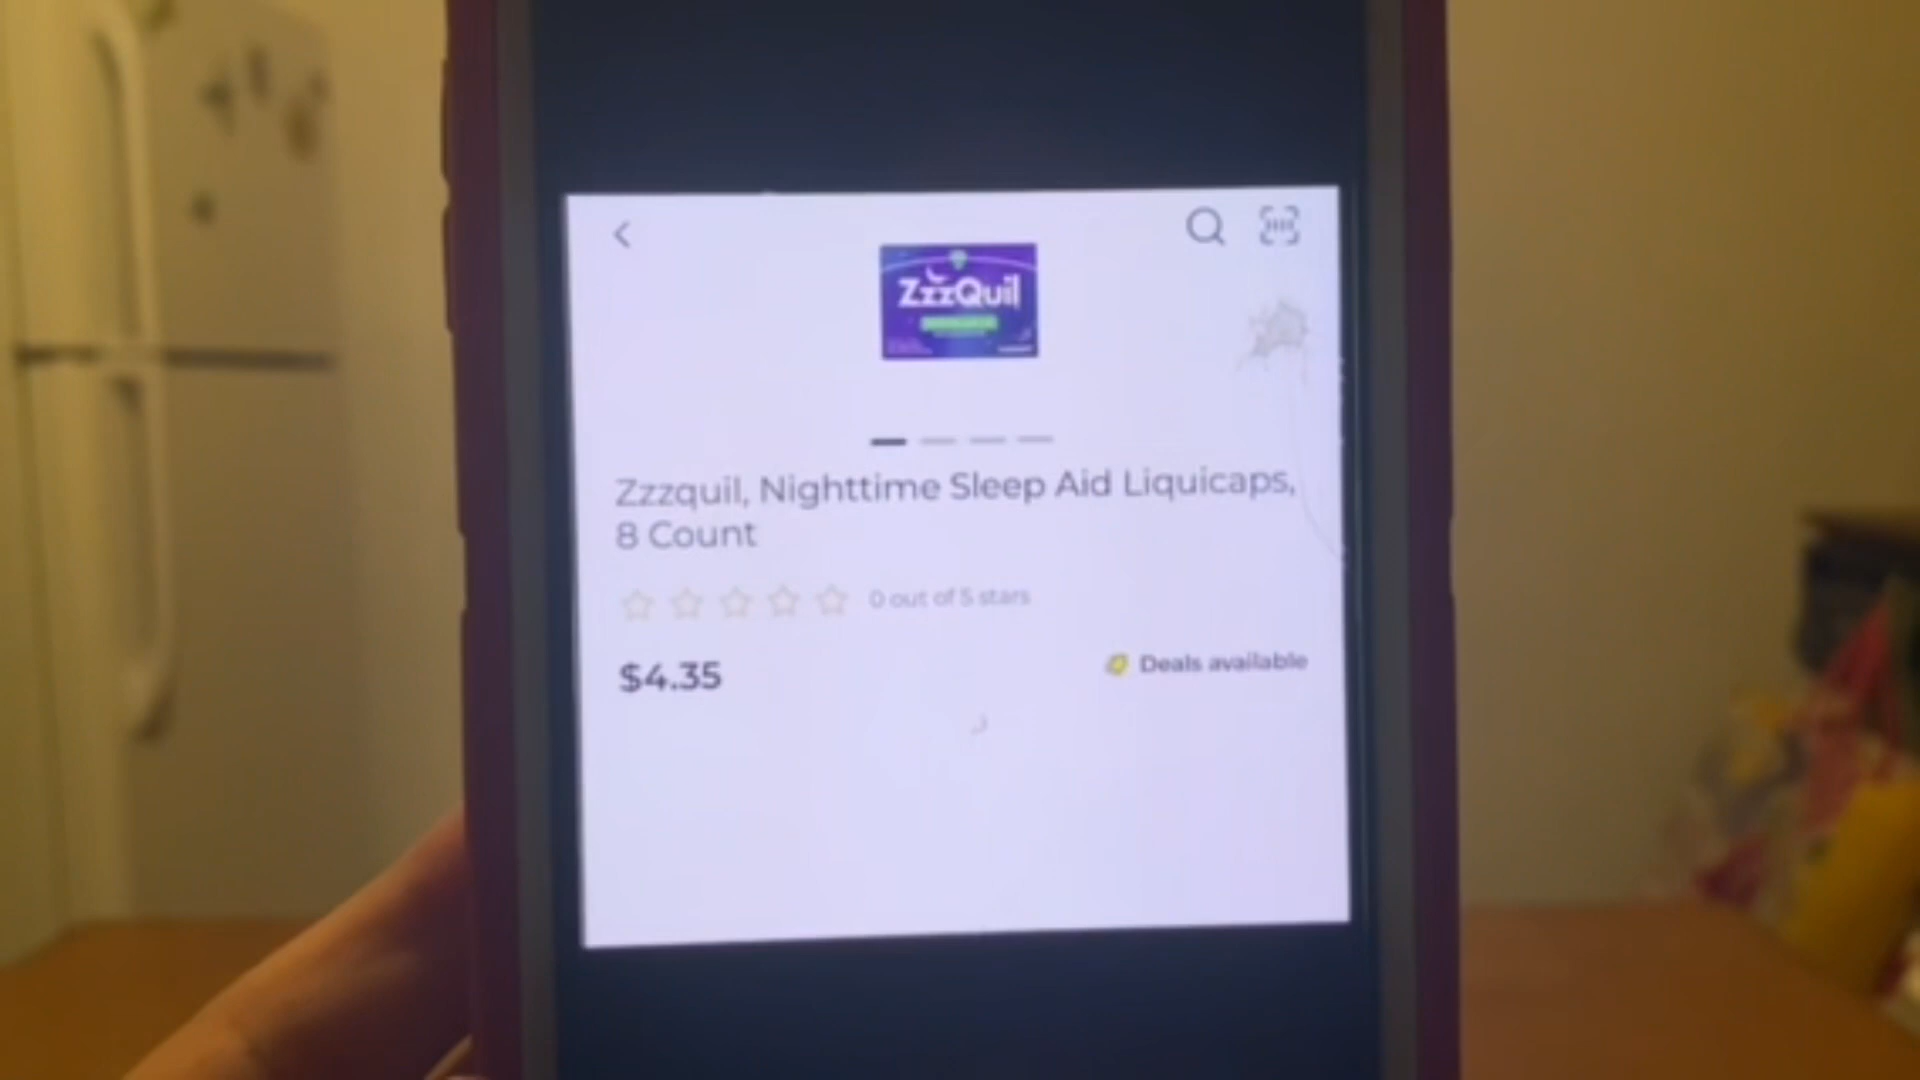 ZzzQuil
Zzzquil, Nighttime Sleep Aid Liquicaps,
8 Count
0 out of 5 stars
$4.35
Deals available